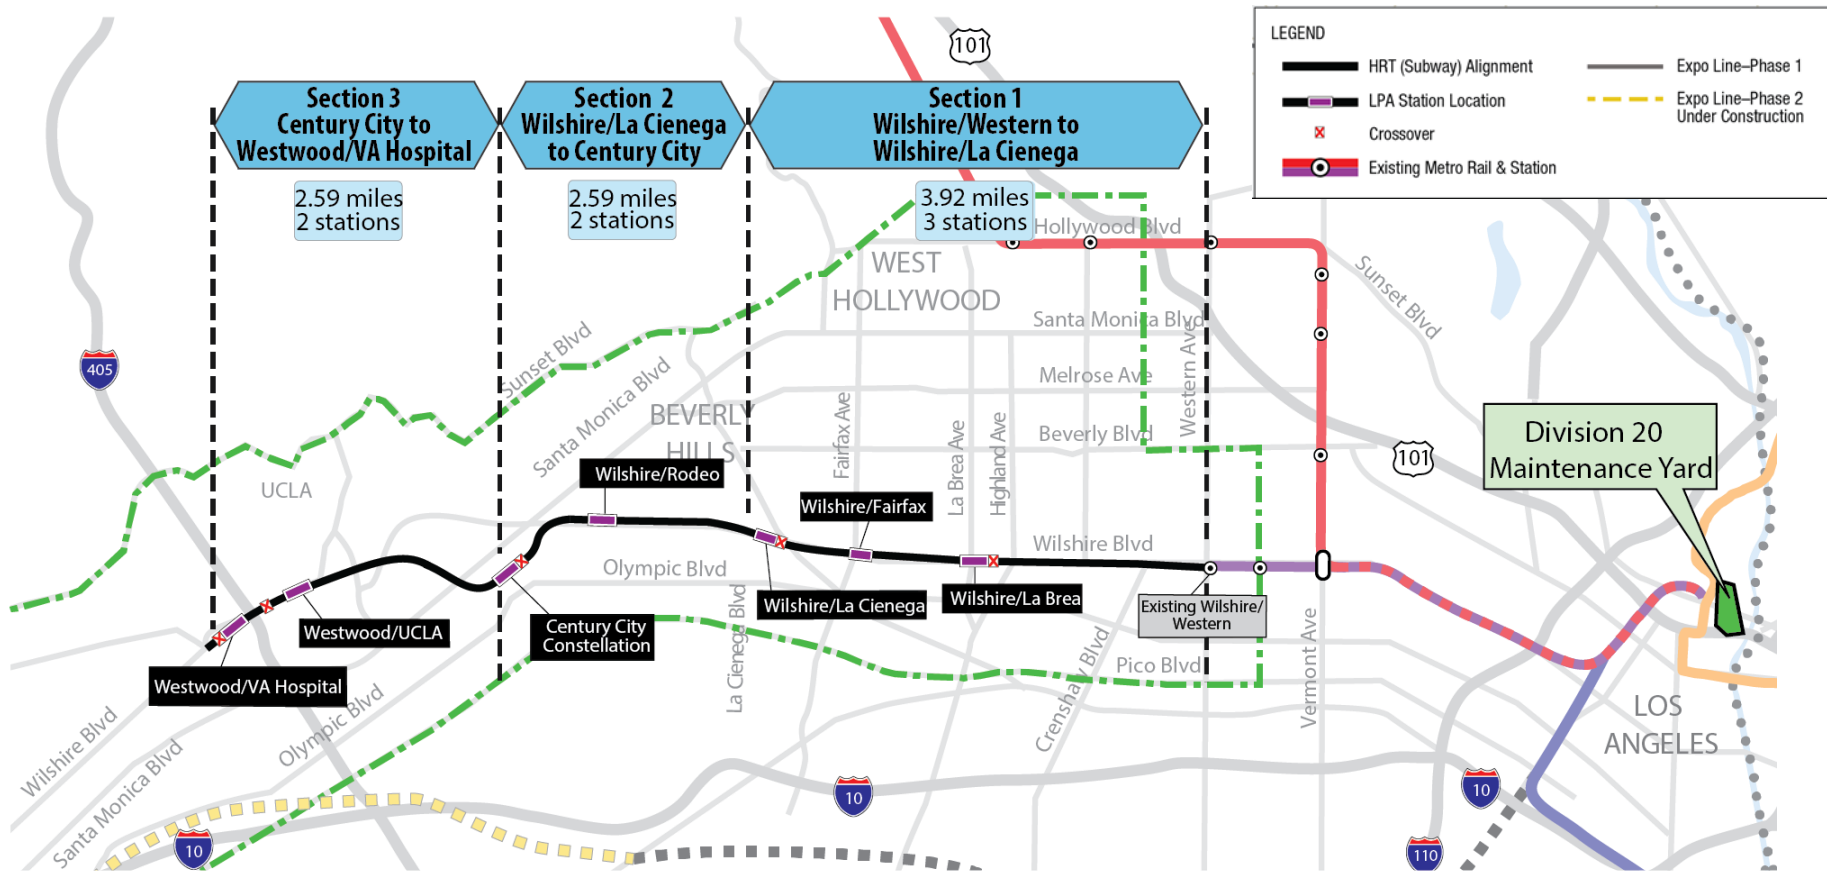 LEGEND
HRT (Subway) Alignment
LPA Station Location
Crossover
Existing Metro Rail & Station
Expo Line–Phase 1
Expo Line–Phase 2
Under Construction
101
Section 3
Century City to
Westwood/VA Hospital
2.59 miles
2 stations
Section 2
Wilshire/La Cienega
to Century City
2.59 miles
2 stations
Section 1
Wilshire/Western to
Wilshire/La Cienega
3.92 miles
3 stations
Hollywood Blvd
WEST
HOLLYWOOD
Sunset Blvd
Santa Monica Blvd
Western Ave
405
Sunset Blvd
Santa Monica Blvd
Melrose Ave
BEVERLY
HILLS
Fairfax Ave
La Brea Ave
Highland Ave
Beverly Blvd
101
Division 20
Maintenance Yard
UCLA
Wilshire/Rodeo
Wilshire/Fairfax
Wilshire Blvd
Olympic Blvd
Wilshire/La Cienega
Wilshire/La Brea
Existing Wilshire/
Western
Westwood/UCLA
Century City
Constellation
La Cienega Blvd
Crenshaw Blvd
Pico Blvd
Vermont Ave
Westwood/VA Hospital
Wilshire Blvd
Santa Monica Blvd
Olympic Blvd
LOS
ANGELES
10
10
10
110